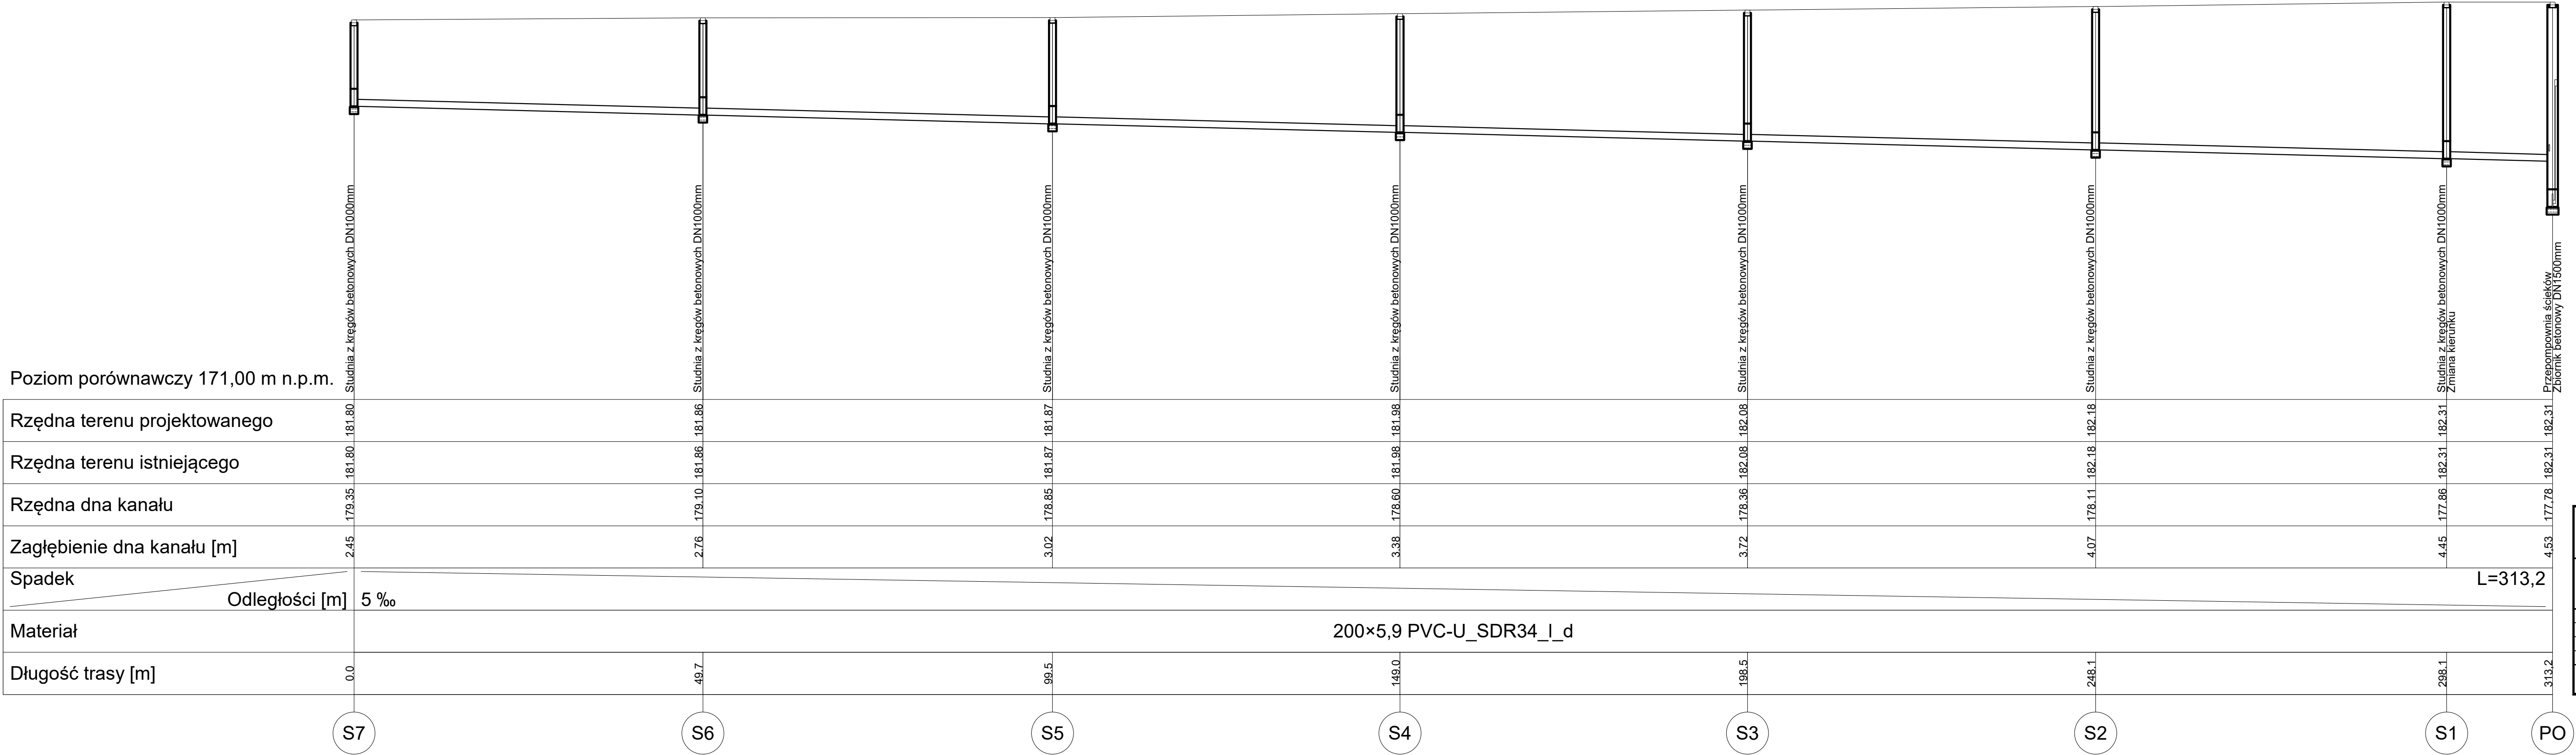 Studnia z kręgów betonowych DN1000mm
Studnia z kręgów betonowych DN1000mm
Studnia z kręgów betonowych DN1000mm
Studnia z kręgów betonowych DN1000mm
Studnia z kręgów betonowych DN1000mm
Studnia z kręgów betonowych DN1000mm
Studnia z kręgów betonowych DN1000mm
Zmiana kierunku
Przepompownia ścieków
Zbiornik betonowy DN1500mm
Poziom porównawczy 171,00 m n.p.m.
Rzędna terenu projektowanego 181.80 181.86 181.87 181.98 182.08 182.18 182.31 182.31
Rzędna terenu istniejącego 181.80 181.86 181.87 181.98 182.08 182.18 182.31 182.31
Rzędna dna kanału 179.35 179.10 178.85 178.60 178.36 178.11 177.86 177.78
Zagłębienie dna kanału [m] 2.45 2.76 3.02 3.38 3.72 4.07 4.45 4.53
Spadek L=313,2
Odległości [m] 5 ‰
Materiał 200×5,9 PVC-U_SDR34_l_d
Długość trasy [m] 0.0 49.7 99.5 149.0 198.5 248.1 298.1 313.2
S7 S6 S5 S4 S3 S2 S1 PO